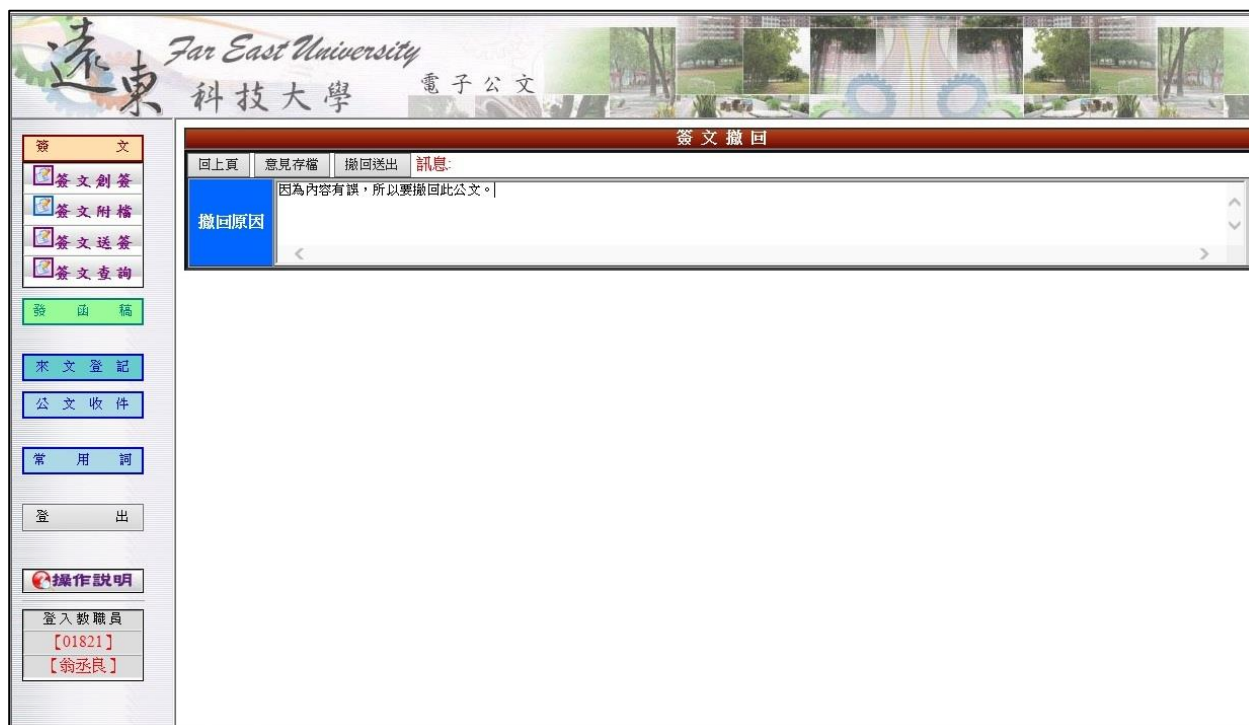 遠東
Far East University
科技大學
電子公文
簽文
簽文創簽
簽文附檔
簽文送簽
簽文查詢
發函稿
來文登記
公文收件
常用詞
登出
操作說明
登入教職員
【01821】
【翁丞良】
簽文撤回
回上頁 意見存檔 撤回送出 訊息:
撤回原因
因為內容有誤，所以要撤回此公文。